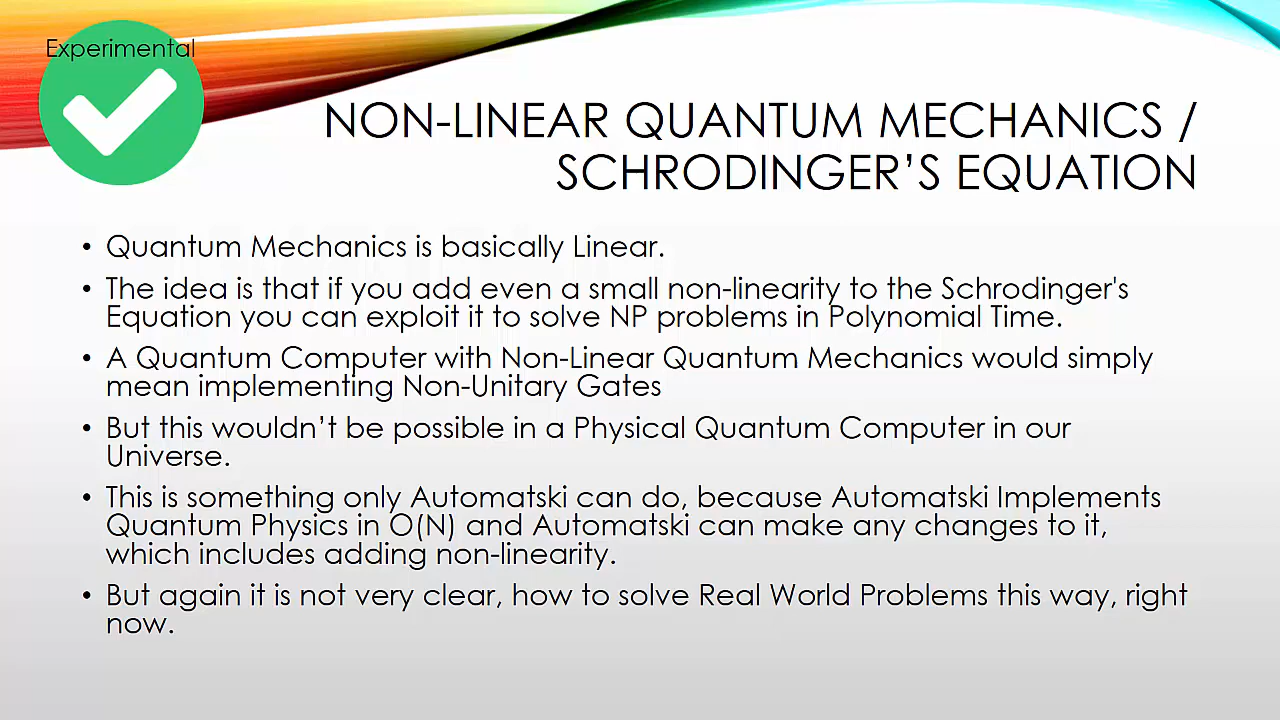 Experimental
NON-LINEAR QUANTUM MECHANICS /
SCHRODINGER’S EQUATION
• Quantum Mechanics is basically Linear.
• The idea is that if you add even a small non-linearity to the Schrodinger's
Equation you can exploit it to solve NP problems in Polynomial Time.
• A Quantum Computer with Non-Linear Quantum Mechanics would simply
mean implementing Non-Unitary Gates
• But this wouldn’t be possible in a Physical Quantum Computer in our
Universe.
• This is something only Automatski can do, because Automatski Implements
Quantum Physics in O(N) and Automatski can make any changes to it,
which includes adding non-linearity.
• But again it is not very clear, how to solve Real World Problems this way, right
now.